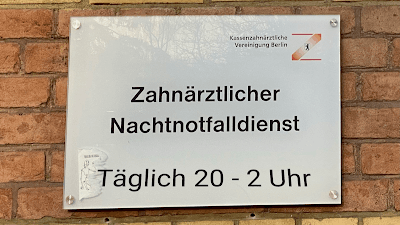 Kassenzahnärztliche
Vereinigung Berlin
Zahnärztlicher
Nachtnotfalldienst
Täglich 20 - 2 Uhr